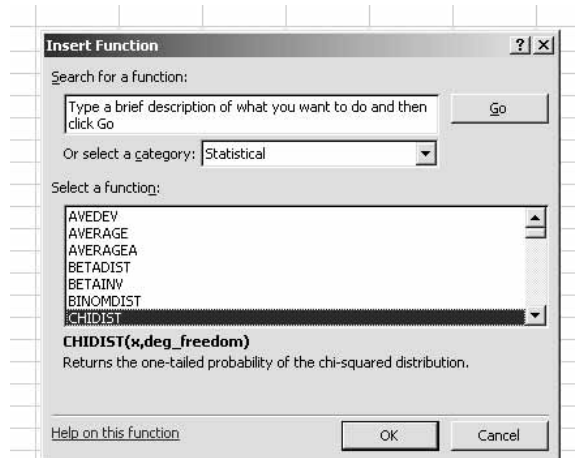 Insert Function
Search for a function:
Type a brief description of what you want to do and then
click Go
Go
Or select a category: Statistical
Select a function:
AVEDEV
AVERAGE
AVERAGEA
BETADIST
BETAINV
BINOMDIST
CHIDIST
CHIDIST(x,deg_freedom)
Returns the one-tailed probability of the chi-squared distribution.
Help on this function
OK
Cancel